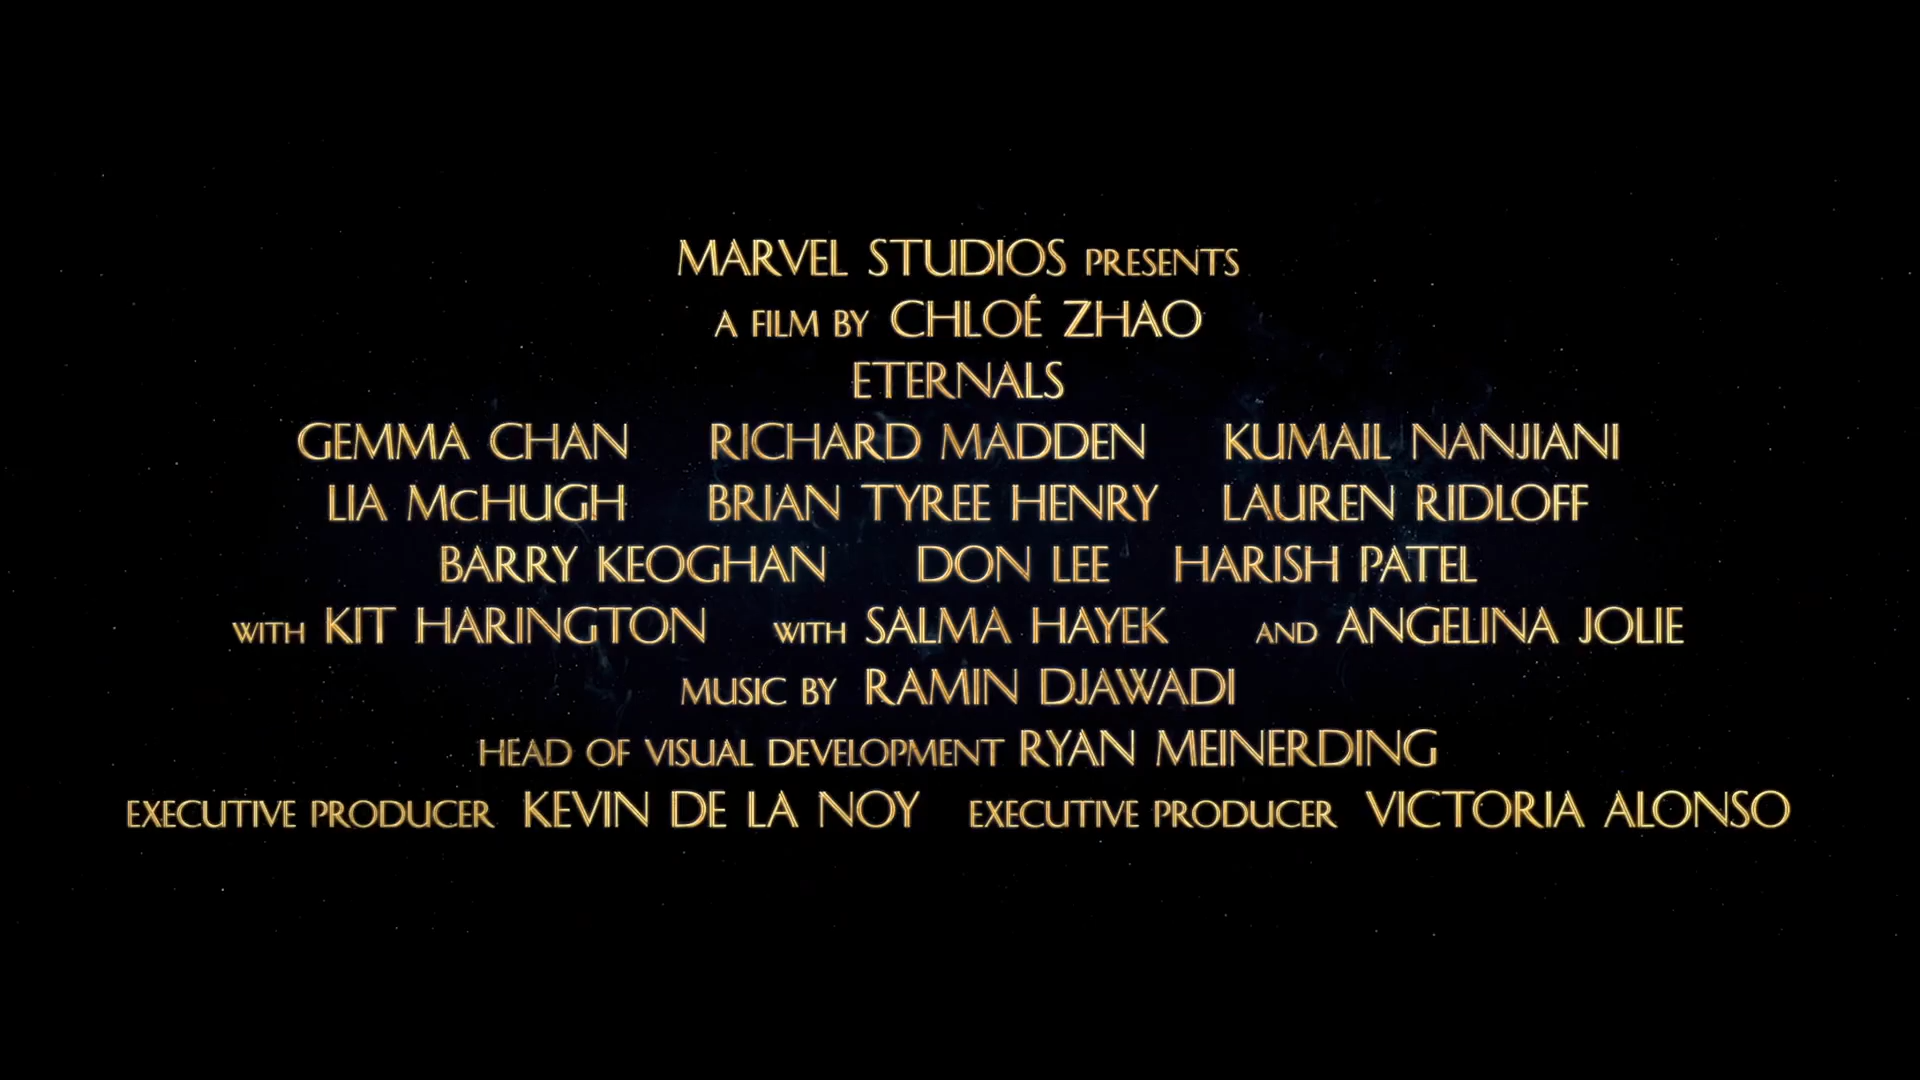 MARVEL STUDIOS PRESENTS
A FILM BY CHLOÉ ZHAO
ETERNALS
GEMMA CHAN RICHARD MADDEN KUMAIL NANJIANI
LIA McHUGH BRIAN TYREE HENRY LAUREN RIDLOFF
BARRY KEOGHAN DON LEE HARISH PATEL
WITH KIT HARINGTON WITH SALMA HAYEK AND ANGELINA JOLIE
MUSIC BY RAMIN DJAWADI
HEAD OF VISUAL DEVELOPMENT RYAN MEINERDING
EXECUTIVE PRODUCER KEVIN DE LA NOY EXECUTIVE PRODUCER VICTORIA ALONSO